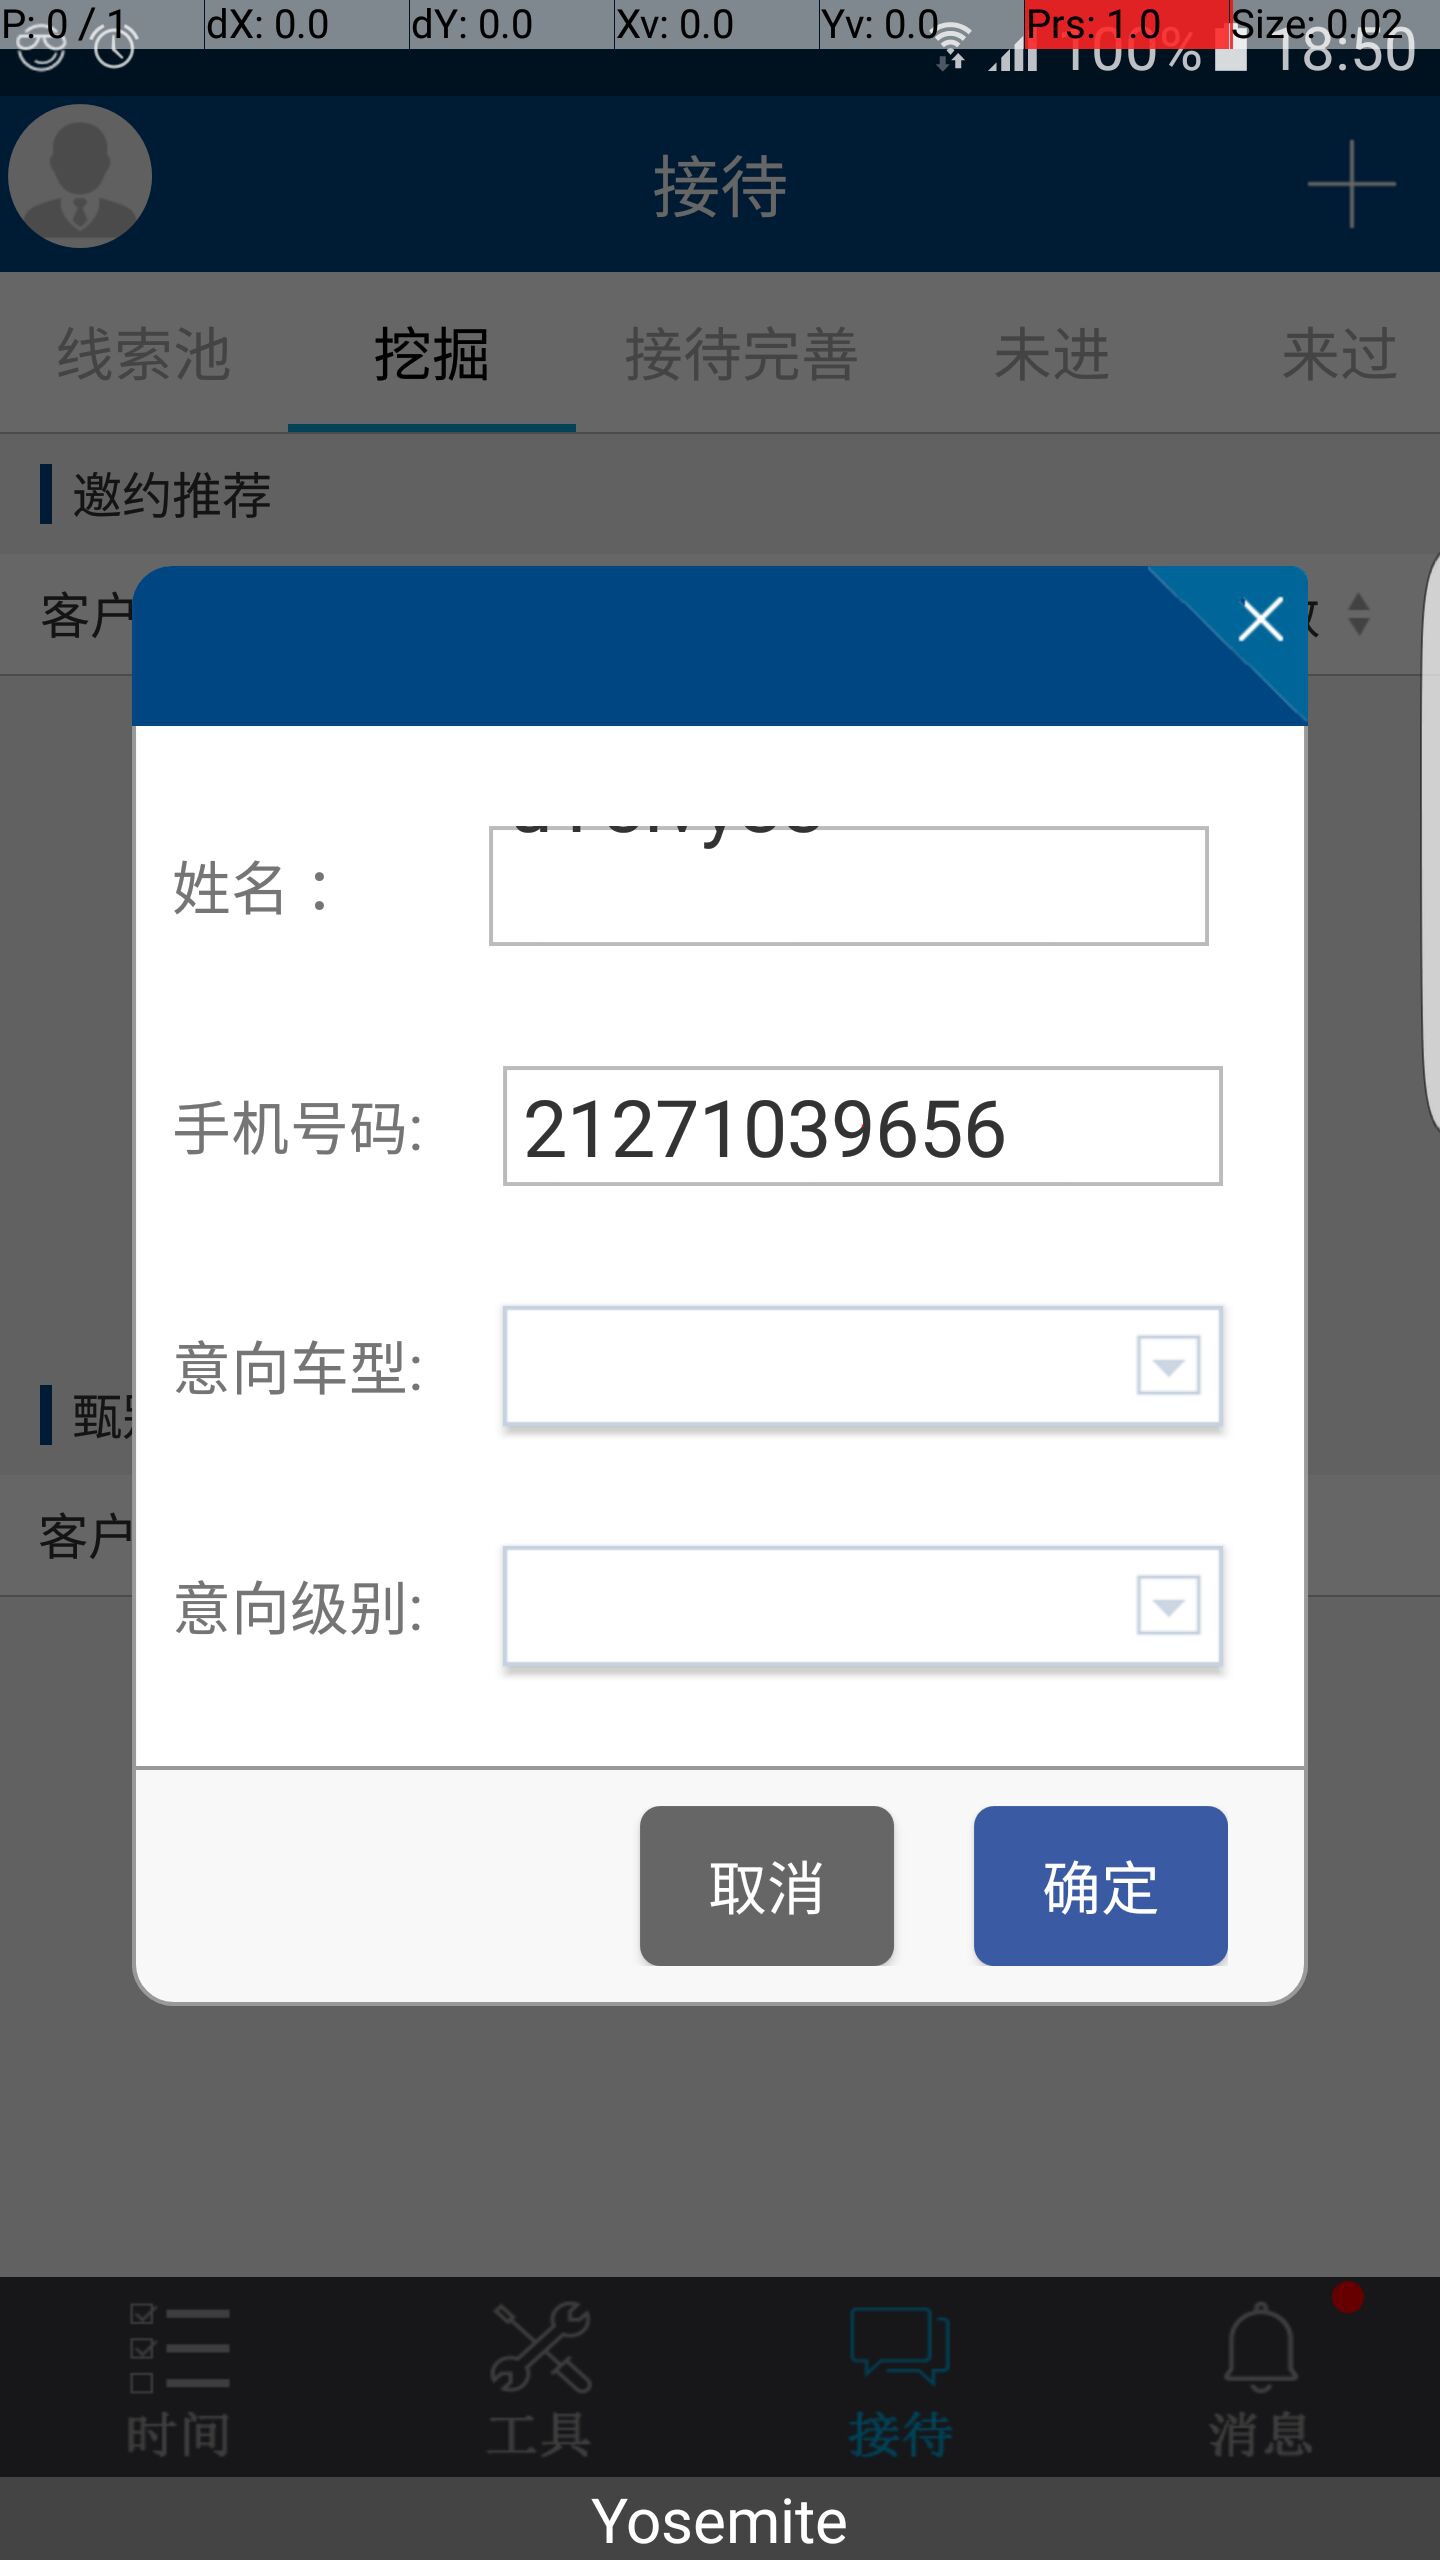 P: 0 / 1 dX: 0.0 dY: 0.0 Xv: 0.0 Yv: 0.0 Prs: 1.0 Size: 0.02
100% 18:50
接待
线索池 挖掘 接待完善 未进 来过
邀约推荐
客户
姓名：
手机号码: 21271039656
意向车型:
甄
意向级别:
客户
取消 确定
时间 工具 接待 消息
Yosemite